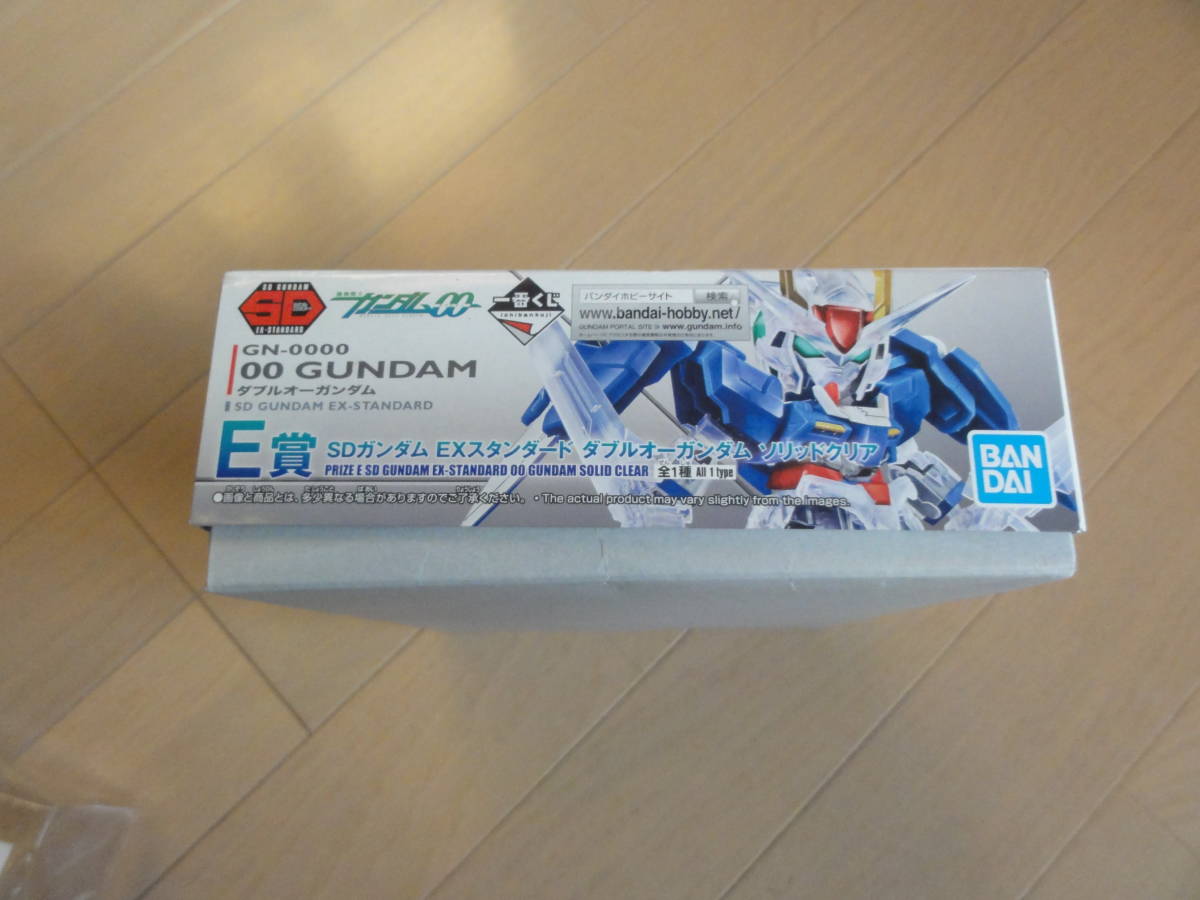 SD GUNDAM
SD
EX-STANDARD
機動戦士
ガンダム00
一番くじ
ichibankuji
バンダイホビーサイト 検索
www.bandai-hobby.net/
GUNDAM PORTAL SITE www.gundam.info
GN-0000
00 GUNDAM
ダブルオーガンダム
SD GUNDAM EX-STANDARD
E賞 SDガンダム EXスタンダード ダブルオーガンダム ソリッドクリア
PRIZE E SD GUNDAM EX-STANDARD 00 GUNDAM SOLID CLEAR 全1種 All 1 type
●画像と商品とは、多少異なる場合がありますのでご了承ください。 • The actual product may vary slightly from the images.
BAN
DAI